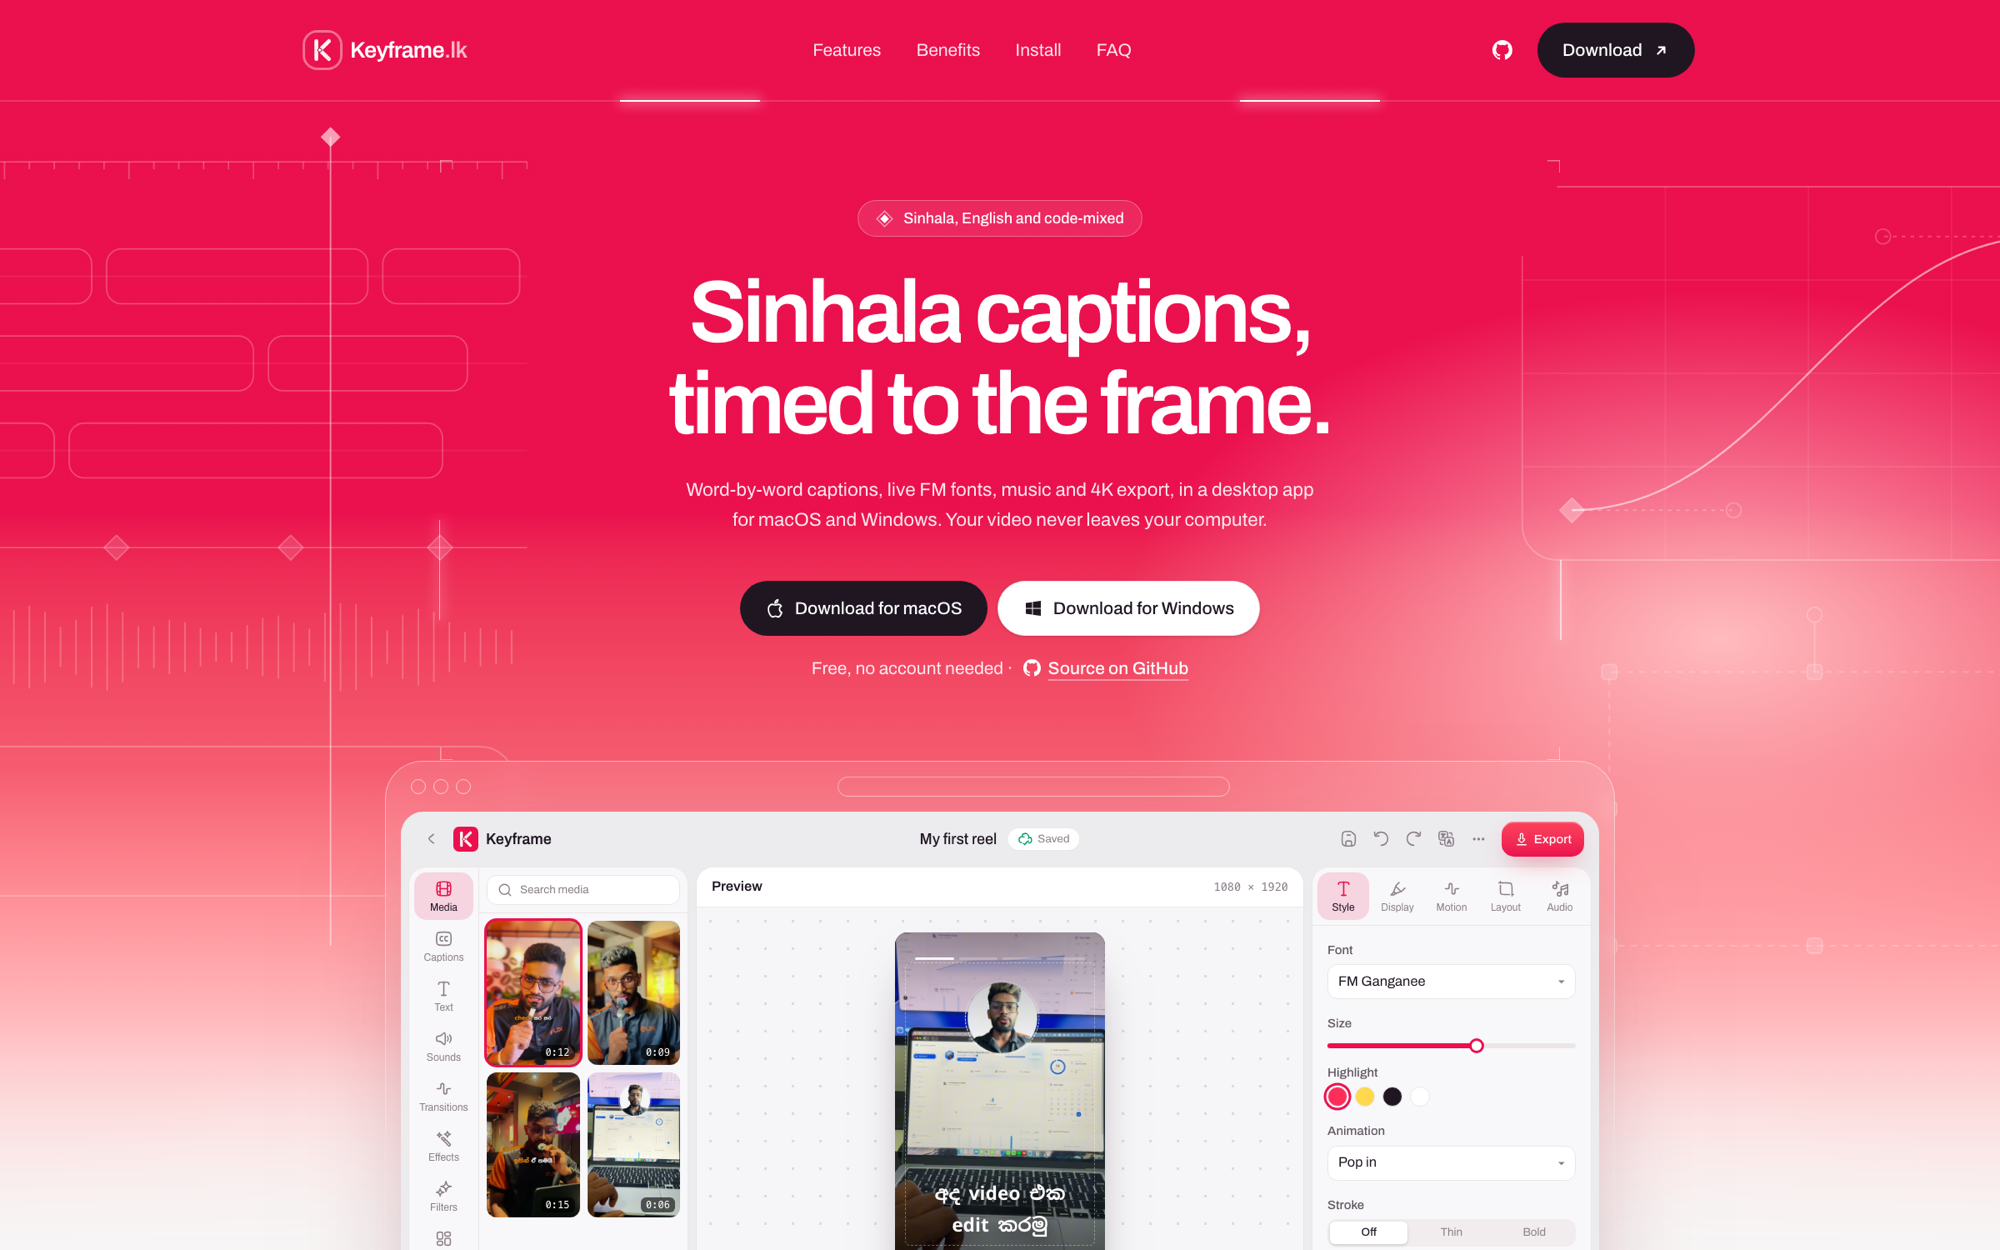 Keyframe.lk
Features
Benefits
Install
FAQ
Download
Sinhala, English and code-mixed
Sinhala captions,
timed to the frame.
Word-by-word captions, live FM fonts, music and 4K export, in a desktop app
for macOS and Windows. Your video never leaves your computer.
Download for macOS
Download for Windows
Free, no account needed ·
Source on GitHub
Keyframe
My first reel
Saved
Export
Media
Captions
Text
Sounds
Transitions
Effects
Filters
Search media
0:12
0:09
0:15
0:06
Preview
1080 × 1920
අද video එක
edit කරමු
Style
Display
Motion
Layout
Audio
Font
FM Ganganee
Size
Highlight
Animation
Pop in
Stroke
Off
Thin
Bold